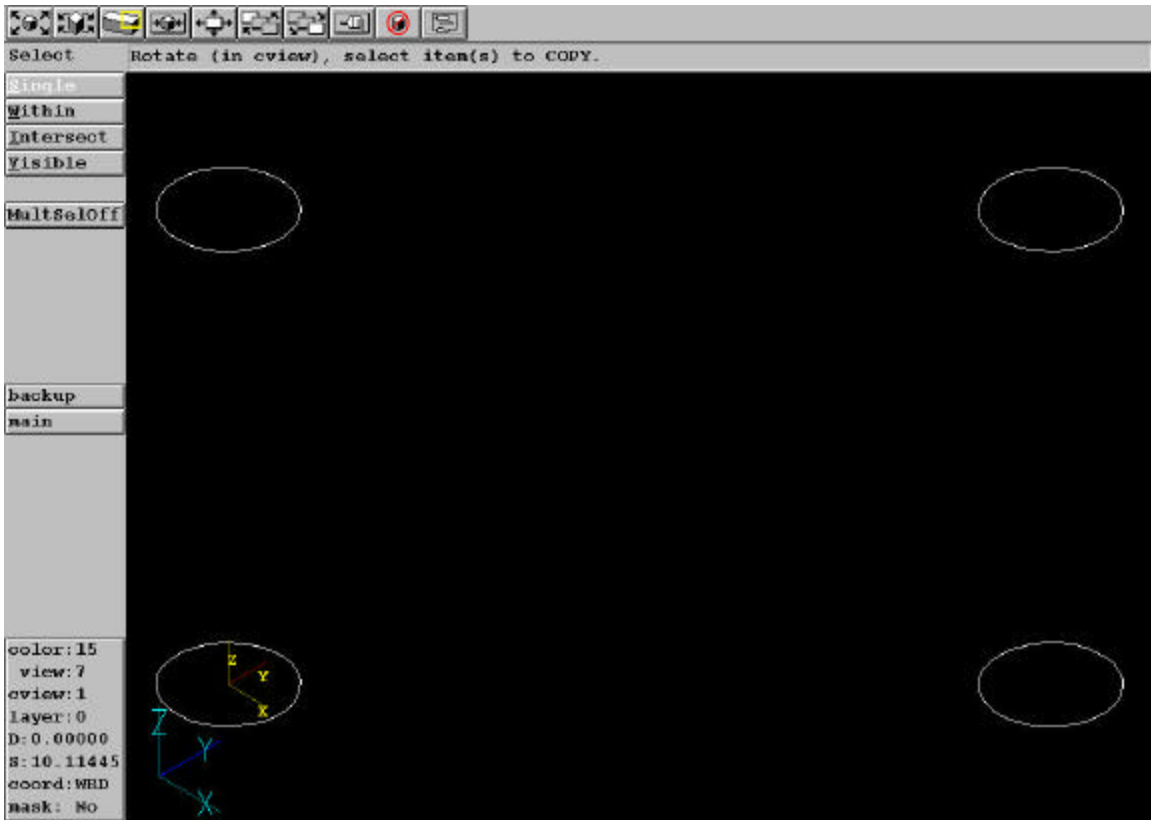 Select Rotate (in cview), select item(s) to COPY.
Single
Within
Intersect
Visible
MultSelOff
backup
main
color:15
view:7
cview:1
layer:0
D:0.00000
S:10.11445
coord:WRD
mask: No
Z
Y
X
Z
Y
X